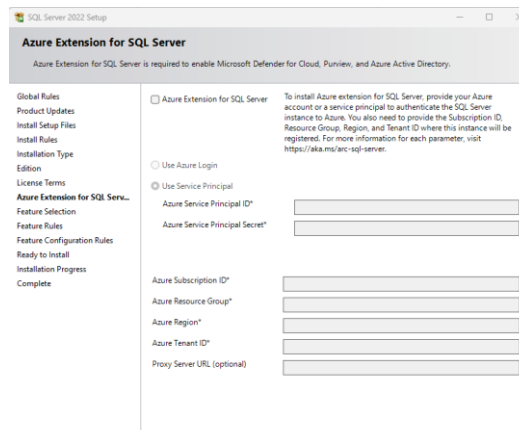 SQL Server 2022 Setup
Azure Extension for SQL Server
Azure Extension for SQL Server is required to enable Microsoft Defender for Cloud, Purview, and Azure Active Directory.
Global Rules
Product Updates
Install Setup Files
Install Rules
Installation Type
Edition
License Terms
Azure Extension for SQL Serv...
Feature Selection
Feature Rules
Feature Configuration Rules
Ready to Install
Installation Progress
Complete
Azure Extension for SQL Server
To install Azure extension for SQL Server, provide your Azure
account or a service principal to authenticate the SQL Server
instance to Azure. You also need to provide the Subscription ID,
Resource Group, Region, and Tenant ID where this instance will be
registered. For more information for each parameter, visit
https://aka.ms/arc-sql-server.
Use Azure Login
Use Service Principal
Azure Service Principal ID*
Azure Service Principal Secret*
Azure Subscription ID*
Azure Resource Group*
Azure Region*
Azure Tenant ID*
Proxy Server URL (optional)